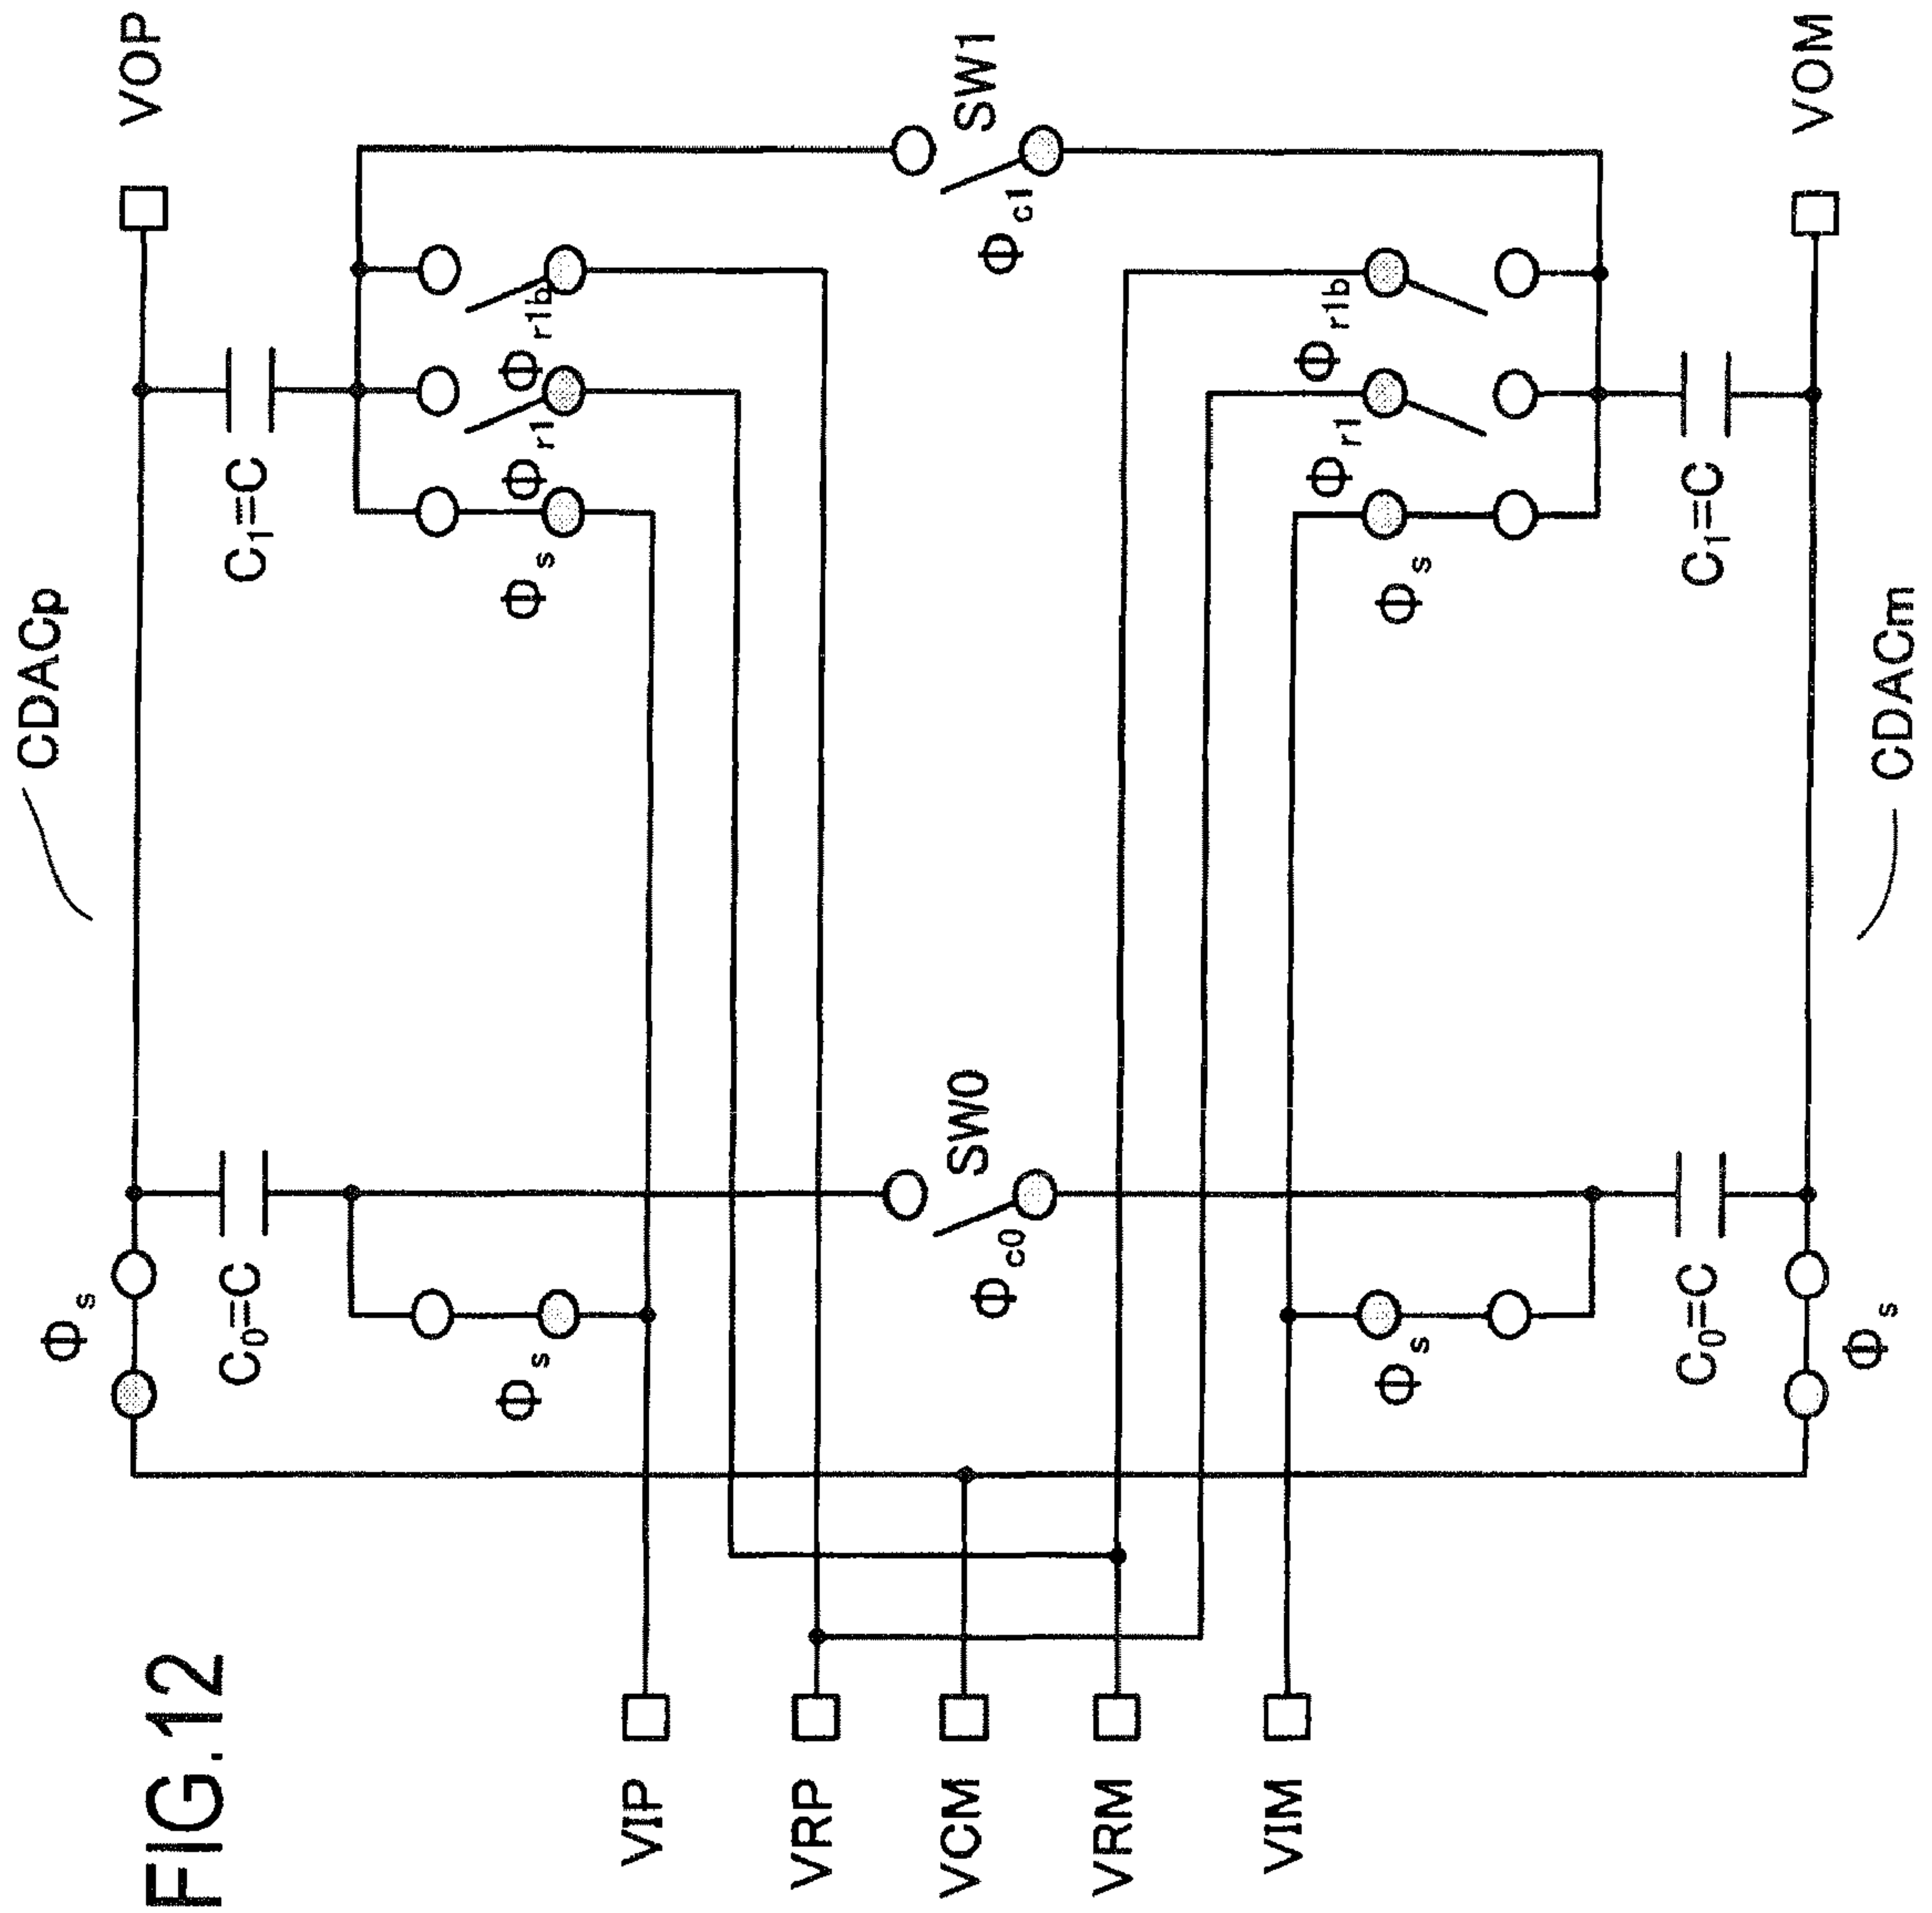 FIG.12
CDACp
VOP
Φs
C0=C
Φs
C1=C
Φs
Φr1
Φr1b
VIP
VRP
VCM
VRM
VIM
SW0
Φc0
SW1
Φc1
Φs
C0=C
Φs
Φs
Φr1
Φr1b
C1=C
CDACm
VOM